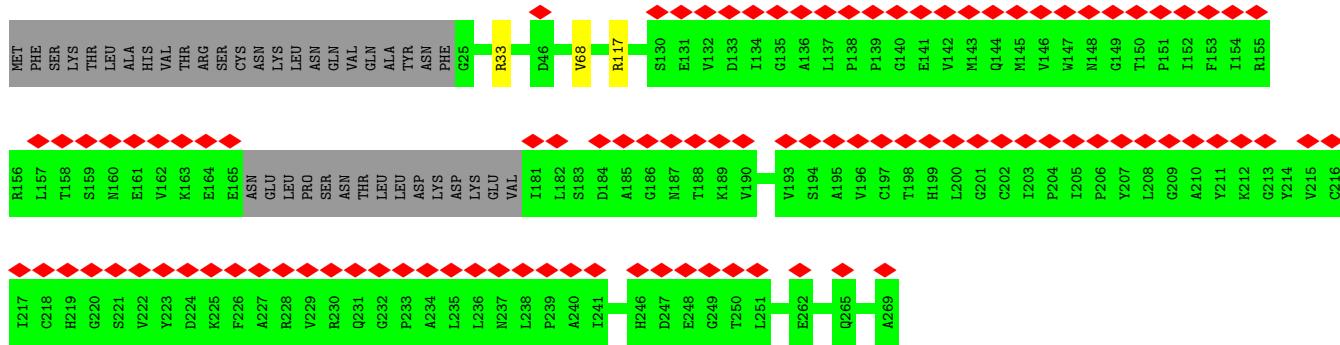 MET PHE SER LYS THR LEU ALA HIS VAL THR ARG SER CYS ASN LYS LEU ASN GLN VAL GLN ALA TYR ASN PHE G25 R33 D46 V68 R117 S130 E131 V132 D133 I134 G135 A136 L137 P138 P139 G140 E141 V142 M143 Q144 M145 V146 W147 N148 G149 T150 P151 I152 F153 I154 R155
R156 L157 T158 S159 N160 E161 V162 K163 E164 E165 ASN GLU LEU PRO SER ASN THR LEU LEU ASP LYS ASP LYS GLU VAL I181 L182 S183 D184 A185 G186 N187 T188 K189 V190 V193 S194 A195 V196 C197 T198 H199 L200 G201 C202 I203 P204 I205 P206 Y207 L208 G209 A210 Y211 K212 G213 Y214 V215 C216
I217 C218 H219 G220 S221 V222 Y223 D224 K225 F226 A227 R228 V229 R230 Q231 G232 P233 A234 L235 L236 N237 L238 P239 A240 I241 H246 D247 E248 G249 T250 L251 E262 Q265 A269